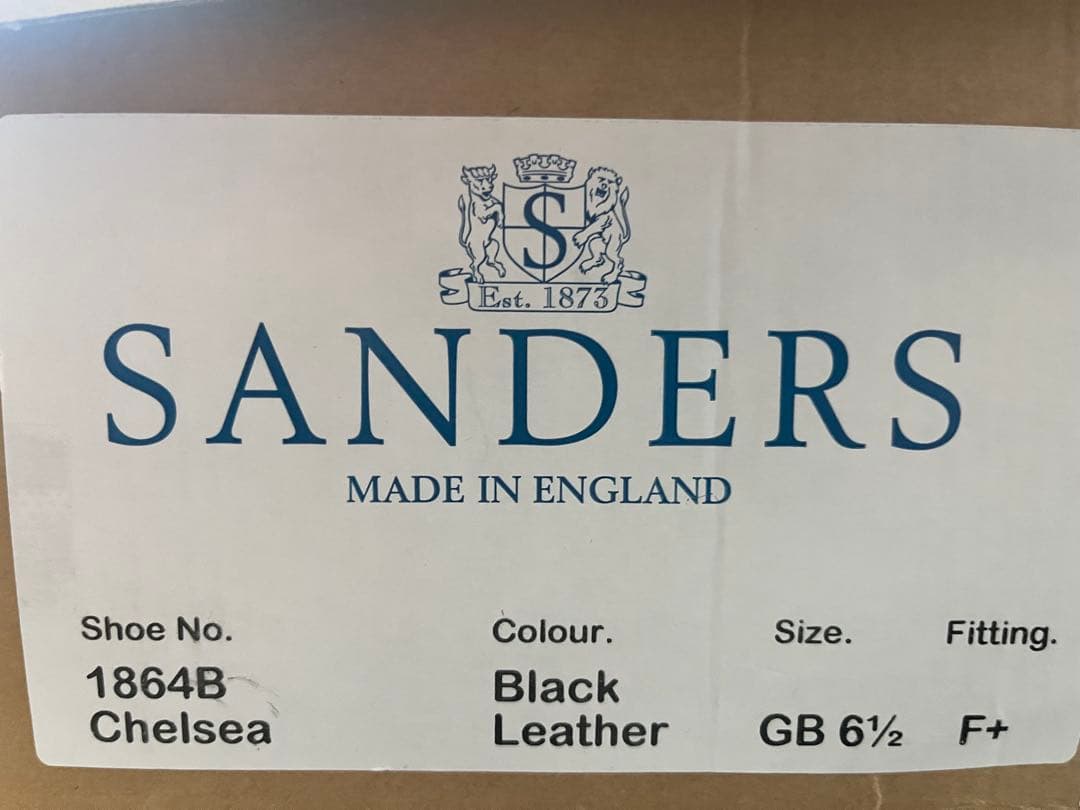 S
Est. 1873
SANDERS
MADE IN ENGLAND
Shoe No. Colour. Size. Fitting.
1864B Black
Chelsea Leather GB 6½ F+